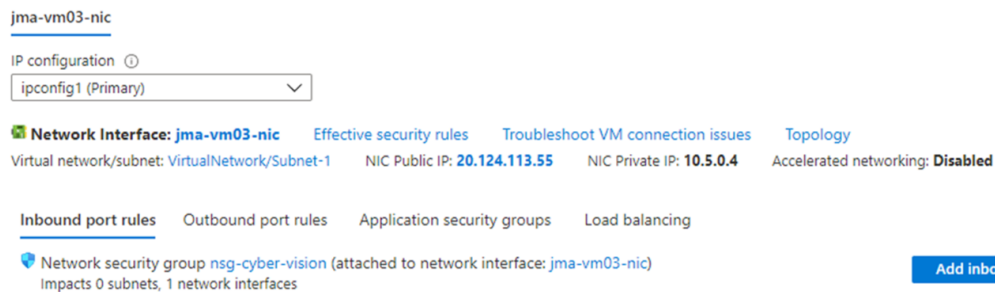 jma-vm03-nic
IP configuration
ipconfig1 (Primary)
Network Interface: jma-vm03-nic Effective security rules Troubleshoot VM connection issues Topology
Virtual network/subnet: VirtualNetwork/Subnet-1 NIC Public IP: 20.124.113.55 NIC Private IP: 10.5.0.4 Accelerated networking: Disabled
Inbound port rules Outbound port rules Application security groups Load balancing
Network security group nsg-cyber-vision (attached to network interface: jma-vm03-nic)
Add inbo
Impacts 0 subnets, 1 network interfaces